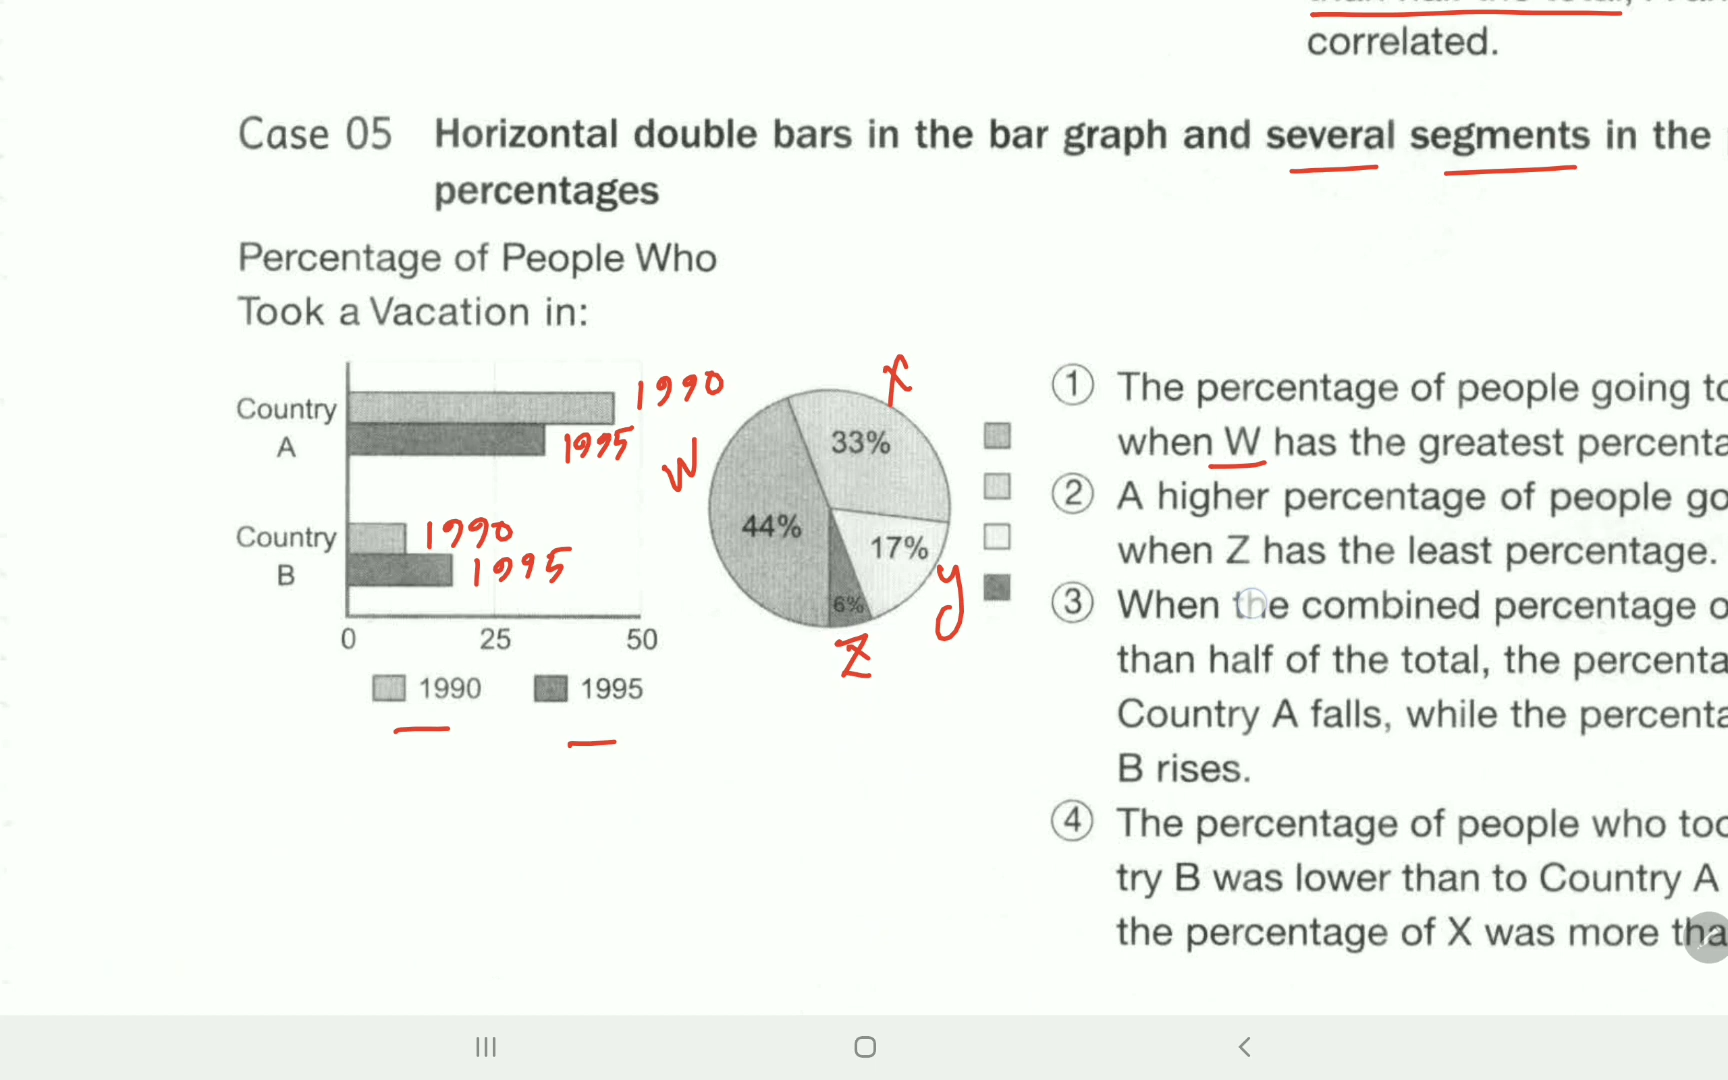 correlated.
Case 05 Horizontal double bars in the bar graph and several segments in the
percentages
Percentage of People Who
Took a Vacation in:
Country
A
1990
1995
Country
B
1990
1995
0 25 50
1990 1995
X
33%
W
44%
17%
y
6%
Z
① The percentage of people going to
when W has the greatest percenta
② A higher percentage of people go
when Z has the least percentage.
③ When the combined percentage o
than half of the total, the percenta
Country A falls, while the percenta
B rises.
④ The percentage of people who too
try B was lower than to Country A
the percentage of X was more tha